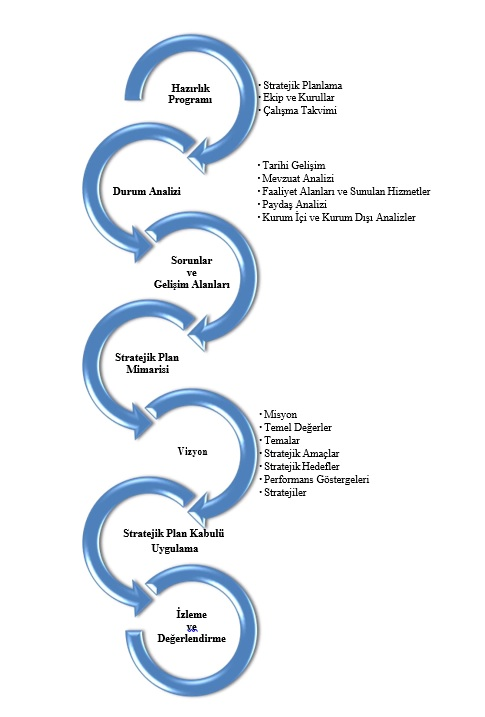 Hazırlık
Programı
• Stratejik Planlama
• Ekip ve Kurullar
• Çalışma Takvimi
Durum Analizi
• Tarihi Gelişim
• Mevzuat Analizi
• Faaliyet Alanları ve Sunulan Hizmetler
• Paydaş Analizi
• Kurum İçi ve Kurum Dışı Analizler
Sorunlar
ve
Gelişim Alanları
Stratejik Plan
Mimarisi
Vizyon
• Misyon
• Temel Değerler
• Temalar
• Stratejik Amaçlar
• Stratejik Hedefler
• Performans Göstergeleri
• Stratejiler
Stratejik Plan Kabulü
Uygulama
İzleme
ve
Değerlendirme